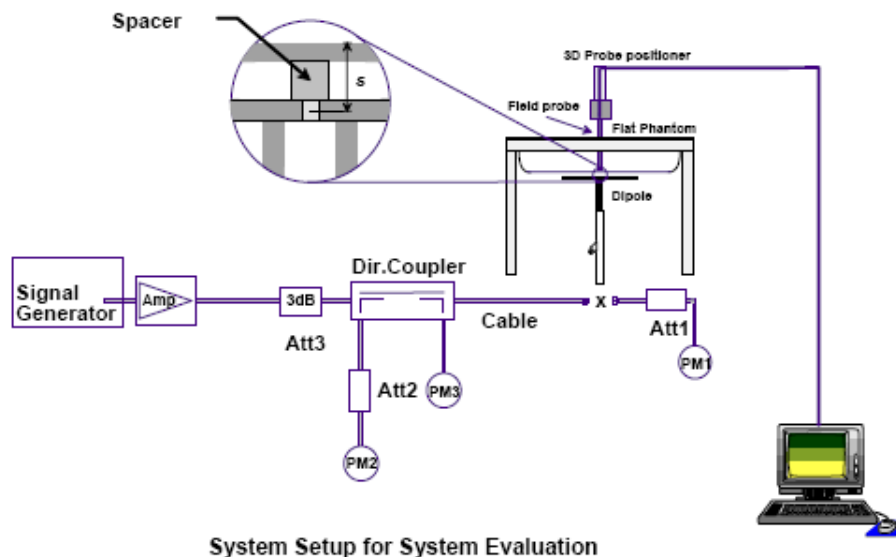 Spacer
s
3D Probe positioner
Field probe
Flat Phantom
Dipole
Signal
Generator
Amp
3dB
Att3
Dir.Coupler
Cable
x
Att1
PM1
Att2
PM3
PM2
System Setup for System Evaluation